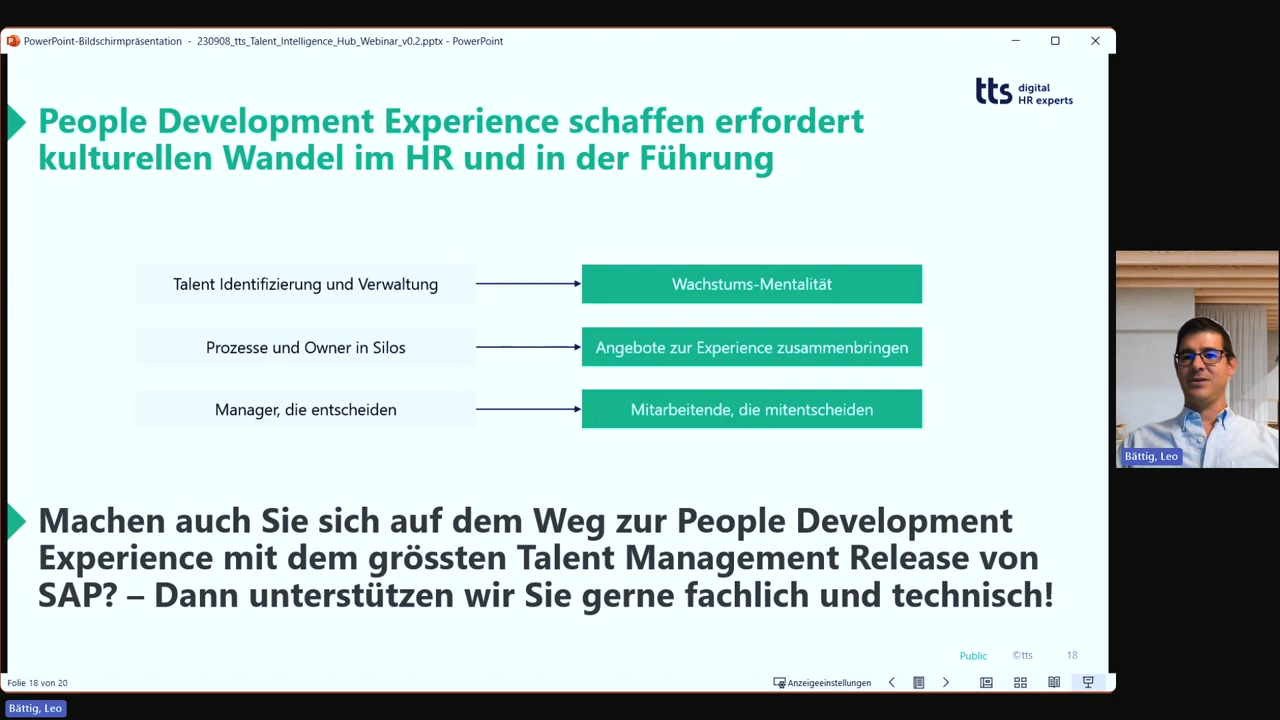 PowerPoint-Bildschirmpräsentation - 230908_tts_Talent_Intelligence_Hub_Webinar_v0.2.pptx - PowerPoint
tts digital
HR experts
People Development Experience schaffen erfordert
kulturellen Wandel im HR und in der Führung
Talent Identifizierung und Verwaltung
Wachstums-Mentalität
Prozesse und Owner in Silos
Angebote zur Experience zusammenbringen
Manager, die entscheiden
Mitarbeitende, die mitentscheiden
Bättig, Leo
Machen auch Sie sich auf dem Weg zur People Development
Experience mit dem grössten Talent Management Release von
SAP? – Dann unterstützen wir Sie gerne fachlich und technisch!
Public ©tts 18
Folie 18 von 20
Anzeigeeinstellungen
Bättig, Leo